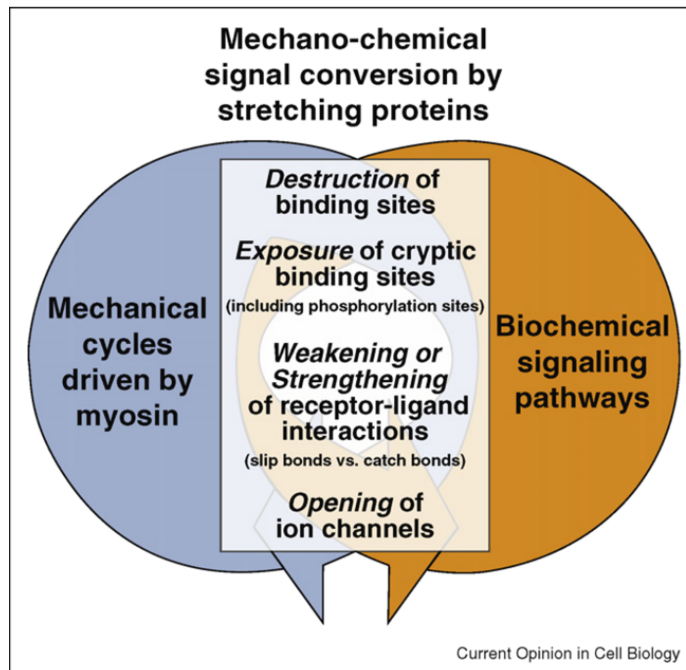 Mechano-chemical
signal conversion by
stretching proteins
Destruction of
binding sites
Exposure of cryptic
binding sites
(including phosphorylation sites)
Mechanical
cycles
driven by
myosin
Weakening or
Strengthening
of receptor-ligand
interactions
(slip bonds vs. catch bonds)
Opening of
ion channels
Biochemical
signaling
pathways
Current Opinion in Cell Biology